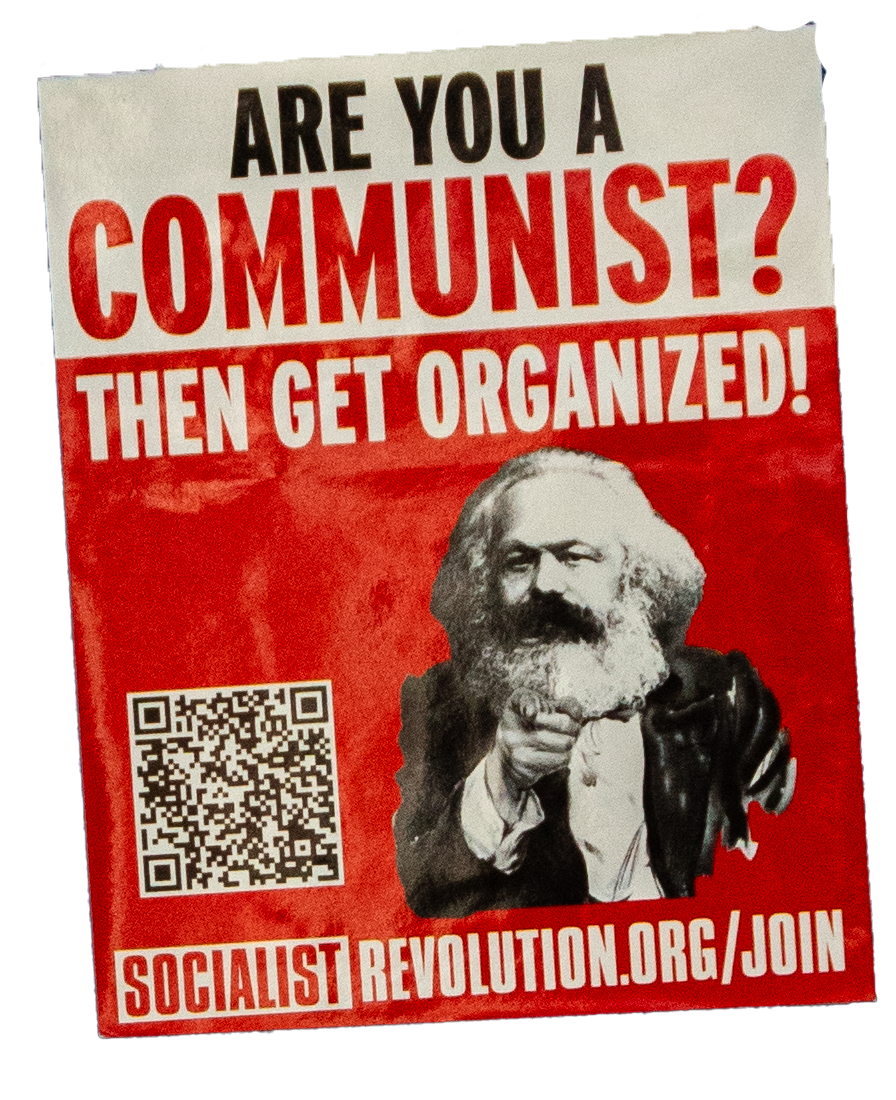 ARE YOU A
COMMUNIST?
THEN GET ORGANIZED!
SOCIALIST REVOLUTION.ORG/JOIN